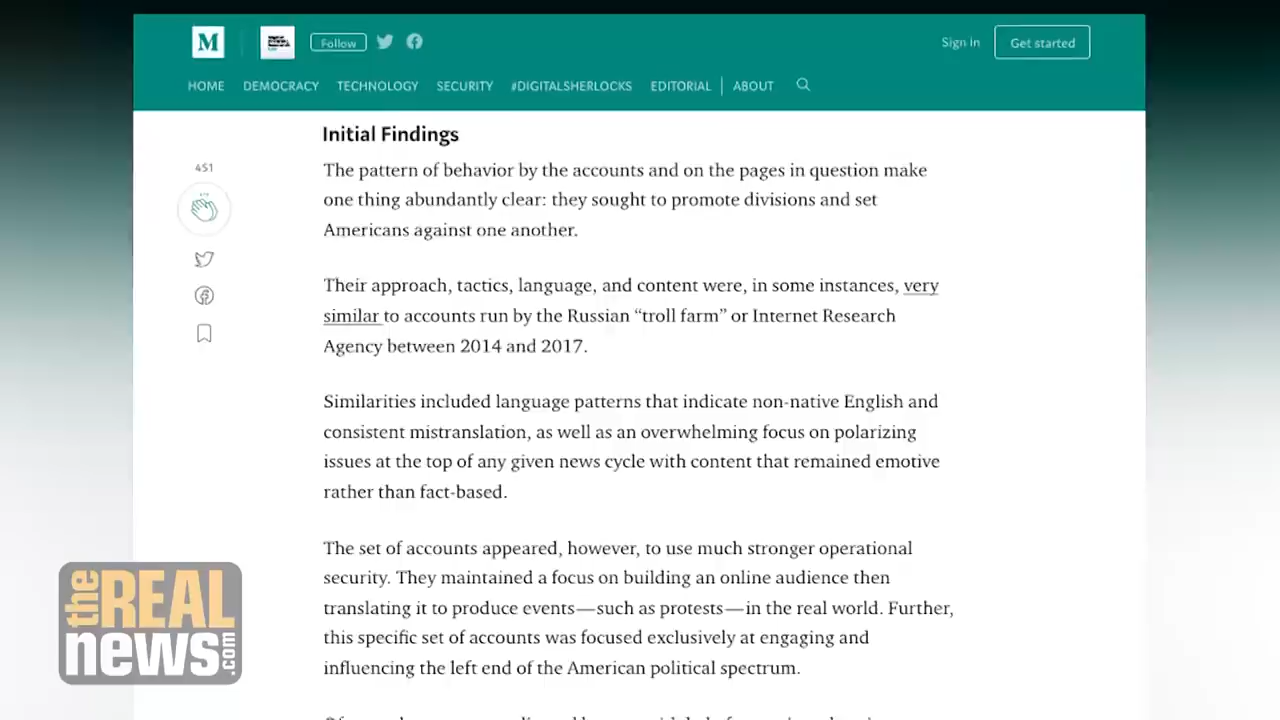 M
Follow
Sign in
Get started
HOME DEMOCRACY TECHNOLOGY SECURITY #DIGITALSHERLOCKS EDITORIAL ABOUT
Initial Findings
451
The pattern of behavior by the accounts and on the pages in question make
one thing abundantly clear: they sought to promote divisions and set
Americans against one another.
Their approach, tactics, language, and content were, in some instances, very
similar to accounts run by the Russian “troll farm” or Internet Research
Agency between 2014 and 2017.
Similarities included language patterns that indicate non-native English and
consistent mistranslation, as well as an overwhelming focus on polarizing
issues at the top of any given news cycle with content that remained emotive
rather than fact-based.
The set of accounts appeared, however, to use much stronger operational
security. They maintained a focus on building an online audience then
translating it to produce events—such as protests—in the real world. Further,
this specific set of accounts was focused exclusively at engaging and
influencing the left end of the American political spectrum.
the REAL
news.com